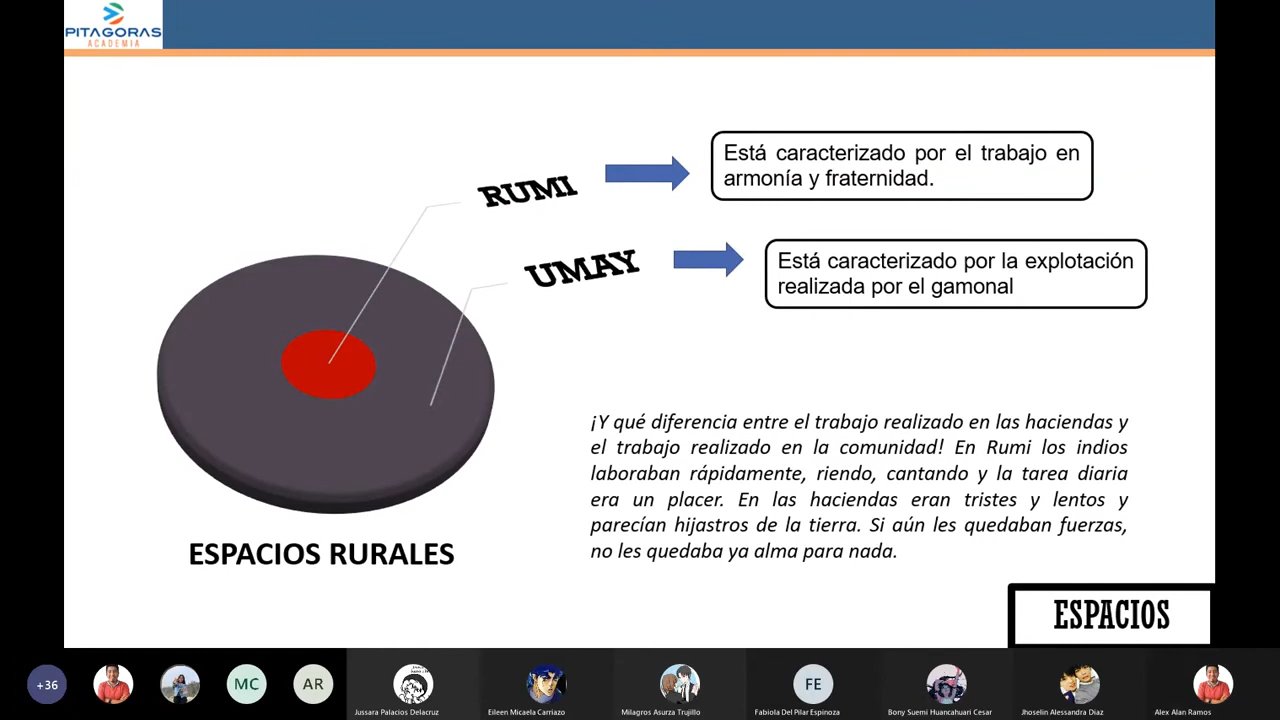 PITAGORAS
ACADEMIA
RUMI
Está caracterizado por el trabajo en
armonía y fraternidad.
UMAY
Está caracterizado por la explotación
realizada por el gamonal
¡Y qué diferencia entre el trabajo realizado en las haciendas y
el trabajo realizado en la comunidad! En Rumi los indios
laboraban rápidamente, riendo, cantando y la tarea diaria
era un placer. En las haciendas eran tristes y lentos y
parecían hijastros de la tierra. Si aún les quedaban fuerzas,
no les quedaba ya alma para nada.
ESPACIOS RURALES
ESPACIOS
+36
MC
AR
FE
Jussara Palacios Delacruz
Eileen Micaela Carriazo
Milagros Asurza Trujillo
Fabiola Del Pilar Espinoza
Bony Suemi Huancahuari Cesar
Jhoselin Alessandra Diaz
Alex Alan Ramos